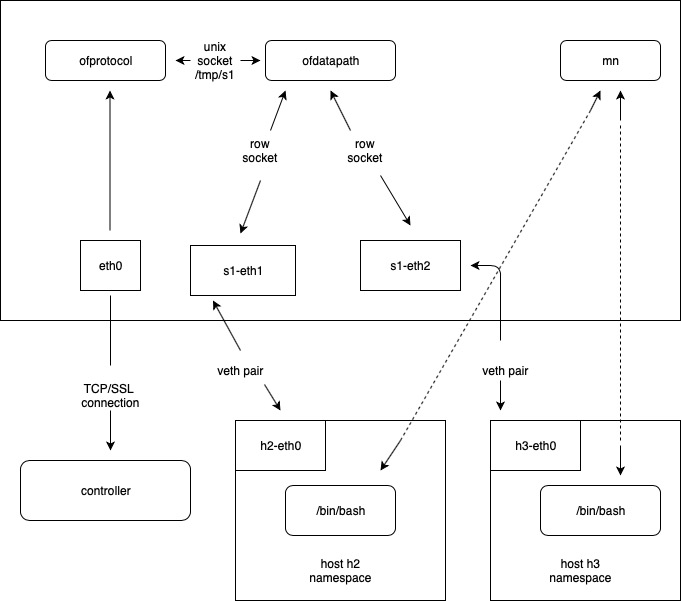 ofprotocol
unix
socket
/tmp/s1
ofdatapath
mn
row
socket
row
socket
eth0
s1-eth1
s1-eth2
veth pair
veth pair
TCP/SSL
connection
h2-eth0
h3-eth0
controller
/bin/bash
/bin/bash
host h2
namespace
host h3
namespace